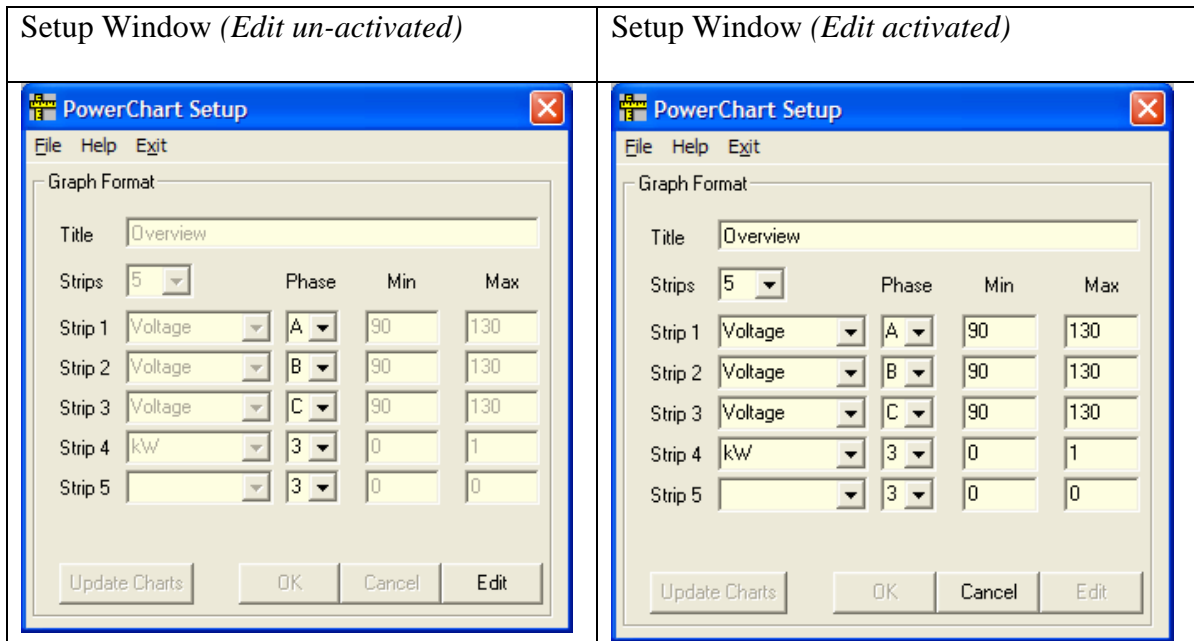 Setup Window (Edit un-activated)
Setup Window (Edit activated)
PowerChart Setup
File Help Exit
Graph Format
Title Overview
Strips 5 Phase Min Max
Strip 1 Voltage A 90 130
Strip 2 Voltage B 90 130
Strip 3 Voltage C 90 130
Strip 4 kW 3 0 1
Strip 5 3 0 0
Update Charts OK Cancel Edit
PowerChart Setup
File Help Exit
Graph Format
Title Overview
Strips 5 Phase Min Max
Strip 1 Voltage A 90 130
Strip 2 Voltage B 90 130
Strip 3 Voltage C 90 130
Strip 4 kW 3 0 1
Strip 5 3 0 0
Update Charts OK Cancel Edit